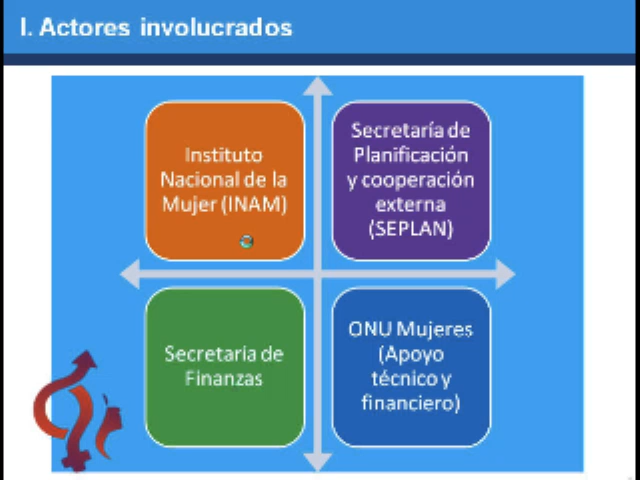 I. Actores involucrados
Instituto
Nacional de la
Mujer (INAM)
Secretaría de
Planificación
y cooperación
externa
(SEPLAN)
Secretaría de
Finanzas
ONU Mujeres
(Apoyo
técnico y
financiero)